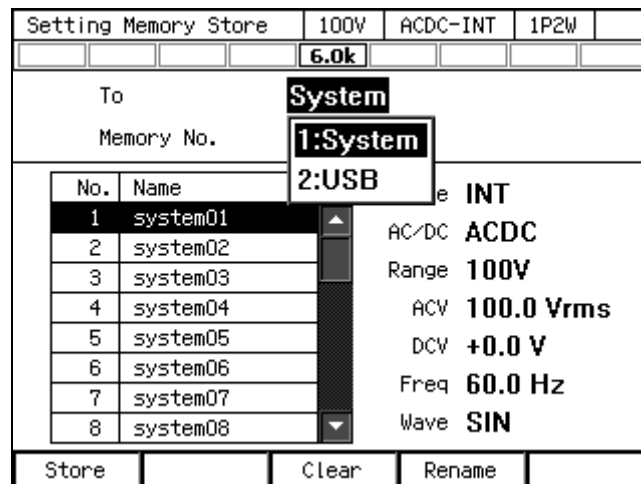 Setting Memory Store 100V ACDC-INT 1P2W
6.0k
To System
Memory No. 1:System
2:USB
No. Name e INT
1 system01
AC/DC ACDC
2 system02
Range 100V
3 system03
4 system04 ACV 100.0 Vrms
5 system05 DCV +0.0 V
6 system06
Freq 60.0 Hz
7 system07
8 system08 Wave SIN
Store Clear Rename